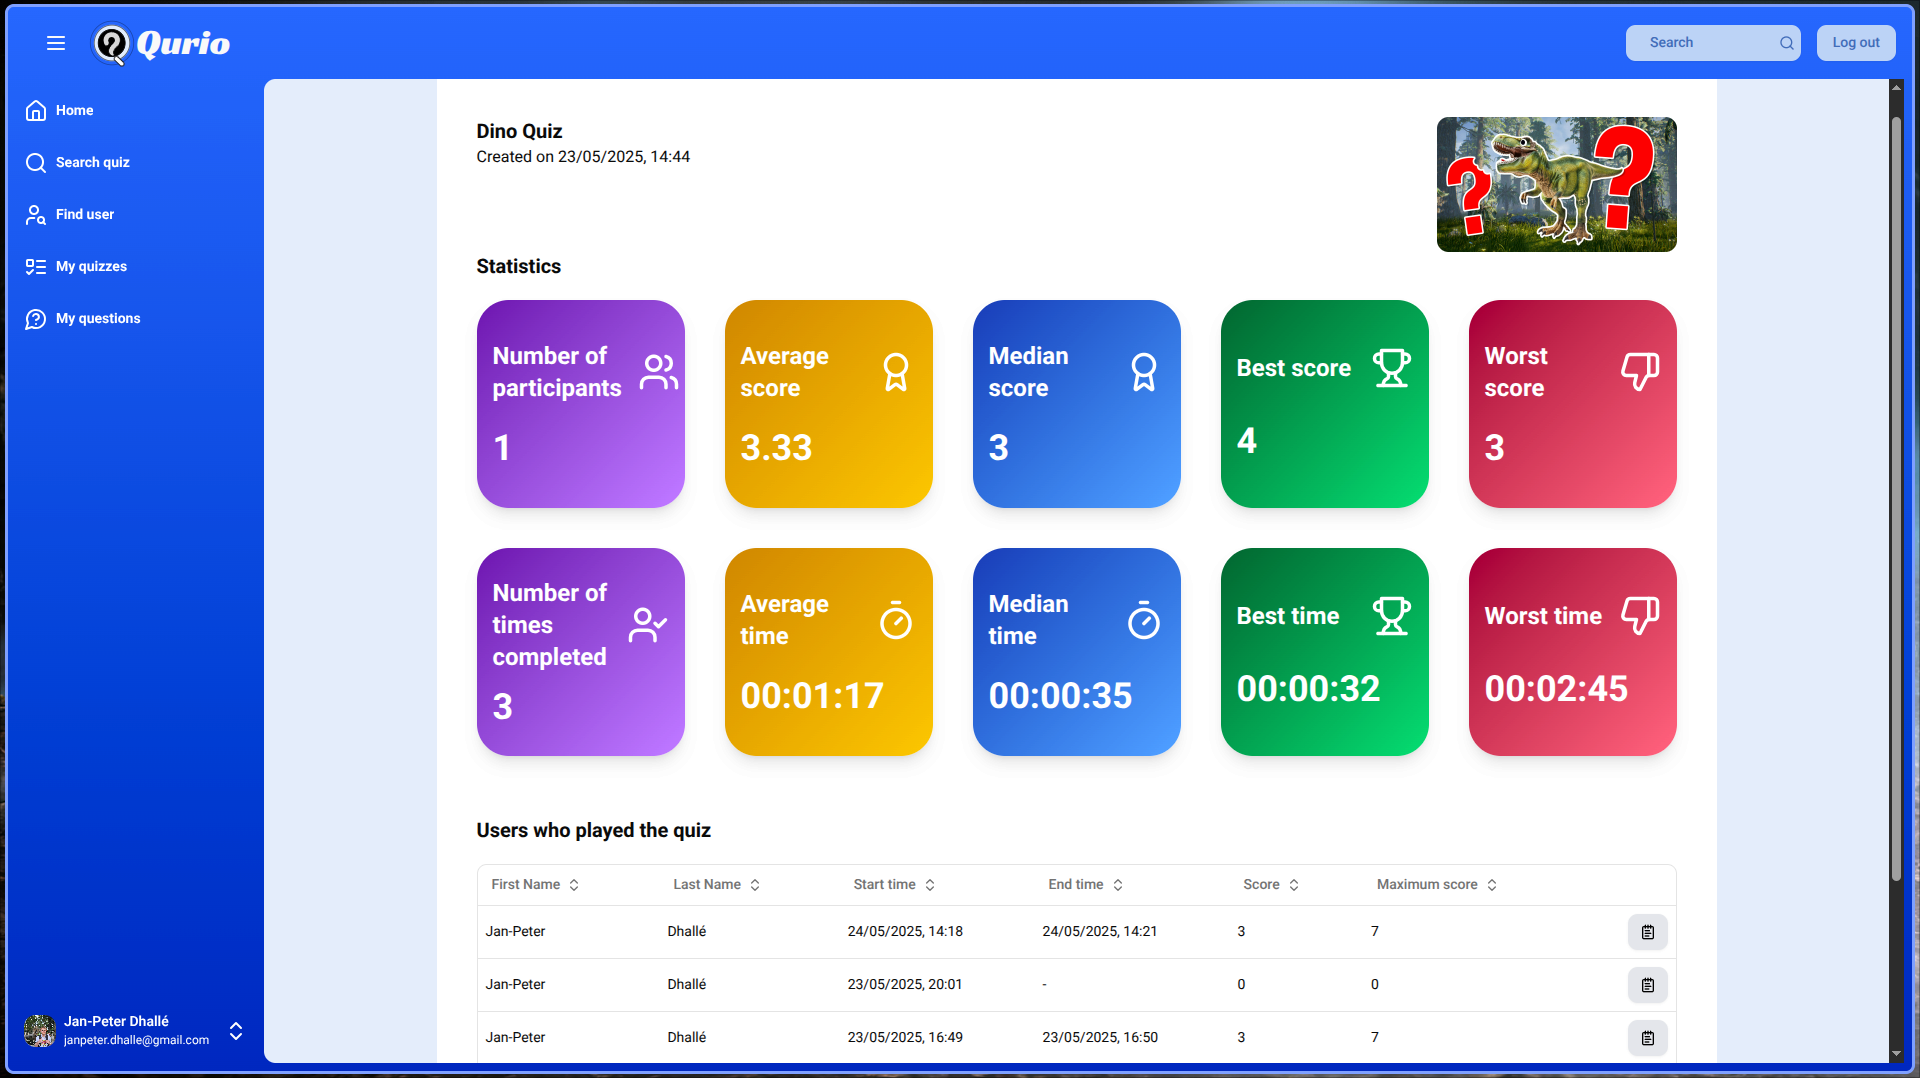 Qurio
Search
Log out
Home
Search quiz
Find user
My quizzes
My questions
Dino Quiz
Created on 23/05/2025, 14:44
? ?
Statistics
Number of
participants
1
Average
score
3.33
Median
score
3
Best score
4
Worst
score
3
Number of
times
completed
3
Average
time
00:01:17
Median
time
00:00:35
Best time
00:00:32
Worst time
00:02:45
Users who played the quiz
First Name Last Name Start time End time Score Maximum score
Jan-Peter Dhallé 24/05/2025, 14:18 24/05/2025, 14:21 3 7
Jan-Peter Dhallé 23/05/2025, 20:01 - 0 0
Jan-Peter Dhallé 23/05/2025, 16:49 23/05/2025, 16:50 3 7
Jan-Peter Dhallé
janpeter.dhalle@gmail.com